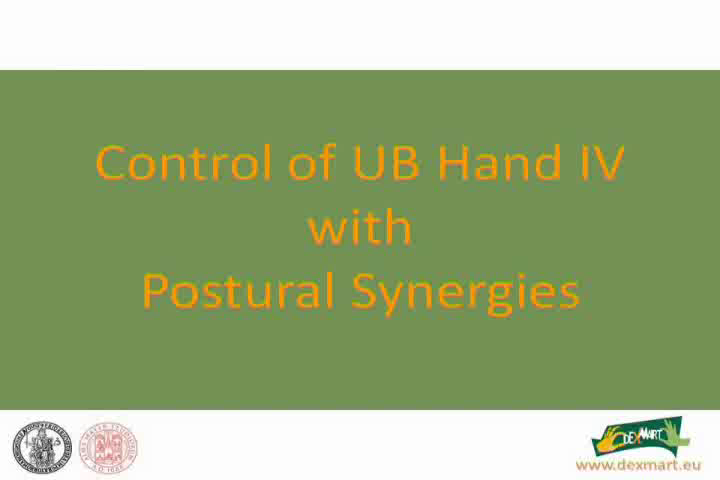 Control of UB Hand IV
with
Postural Synergies
DEXMART
www.dexmart.eu